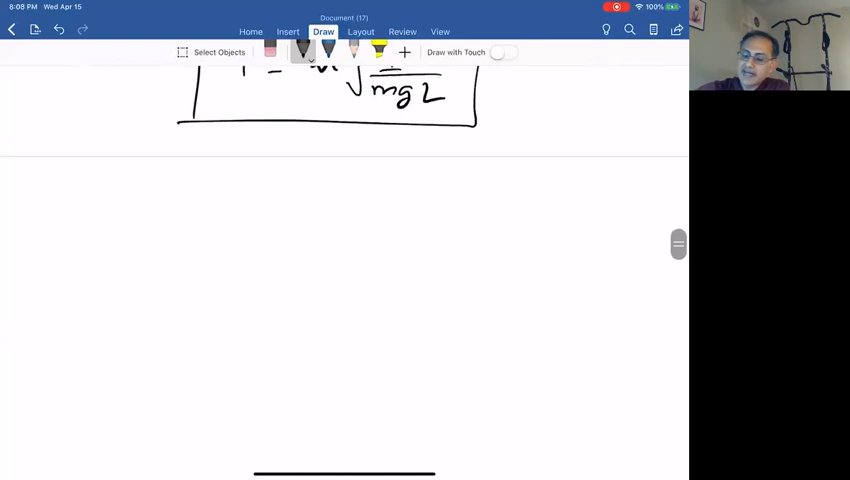 8:08 PM Wed Apr 15
100%
Document (17)
Home Insert Draw Layout Review View
Select Objects
Draw with Touch
mg L